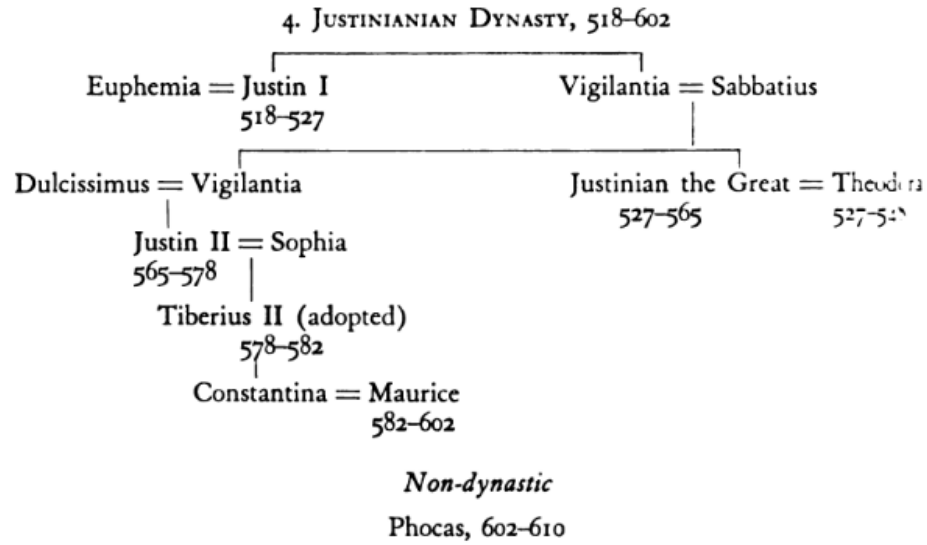 4. JUSTINIANIAN DYNASTY, 518–602
Euphemia = Justin I Vigilantia = Sabbatius
518–527
Dulcissimus = Vigilantia Justinian the Great =
527–565
Justin II = Sophia
565–578
Tiberius II (adopted)
578–582
Constantina = Maurice
582–602
Non-dynastic
Phocas, 602–610